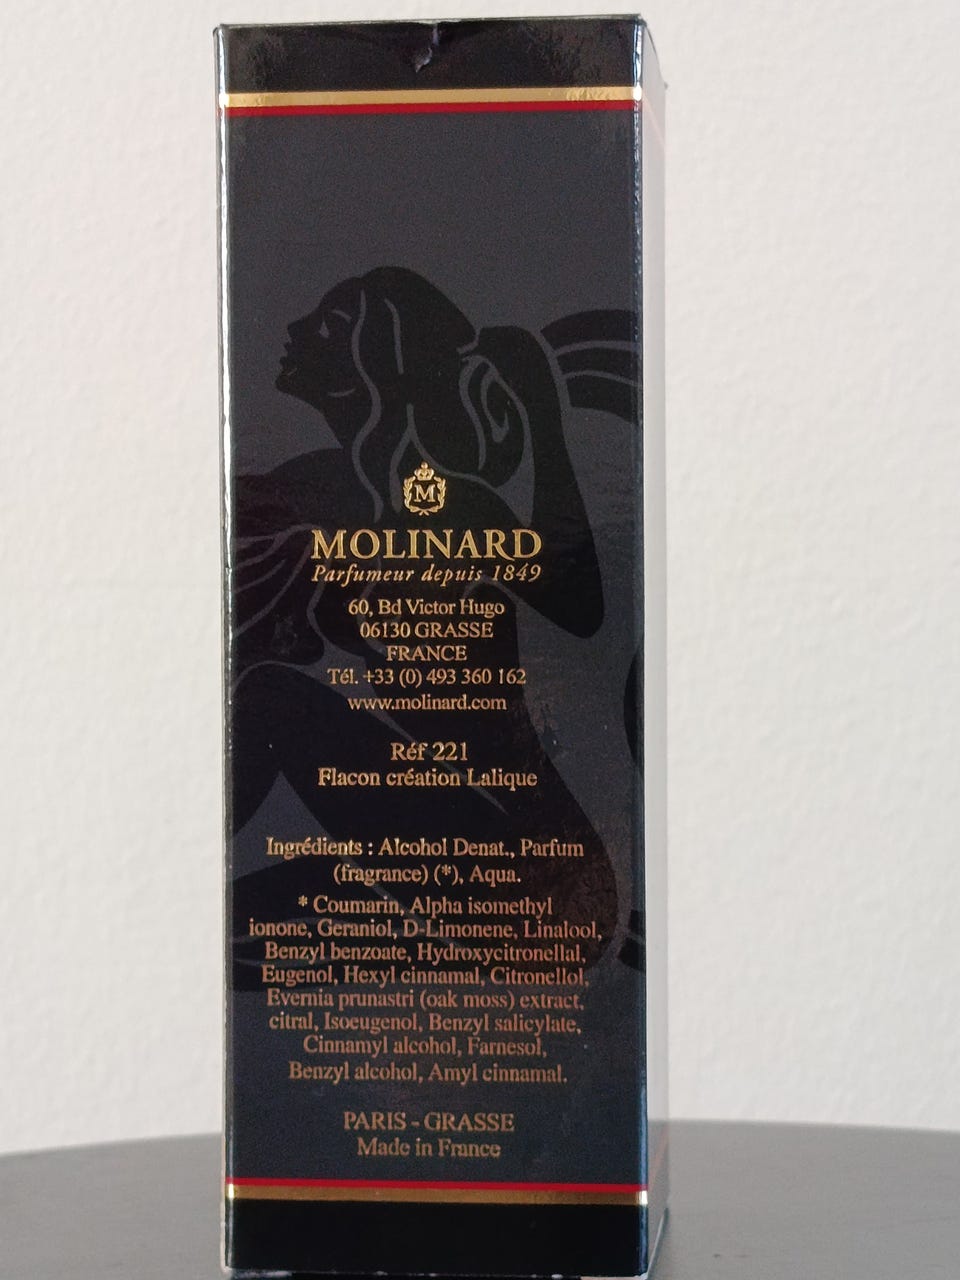 M
MOLINARD
Parfumeur depuis 1849
60, Bd Victor Hugo
06130 GRASSE
FRANCE
Tél. +33 (0) 493 360 162
www.molinard.com
Réf 221
Flacon création Lalique
Ingrédients : Alcohol Denat., Parfum
(fragrance) (*), Aqua.
* Coumarin, Alpha isomethyl
ionone, Geraniol, D-Limonene, Linalool,
Benzyl benzoate, Hydroxycitronellal,
Eugenol, Hexyl cinnamal, Citronellol,
Evernia prunastri (oak moss) extract,
citral, Isoeugenol, Benzyl salicylate,
Cinnamyl alcohol, Farnesol,
Benzyl alcohol, Amyl cinnamal.
PARIS - GRASSE
Made in France